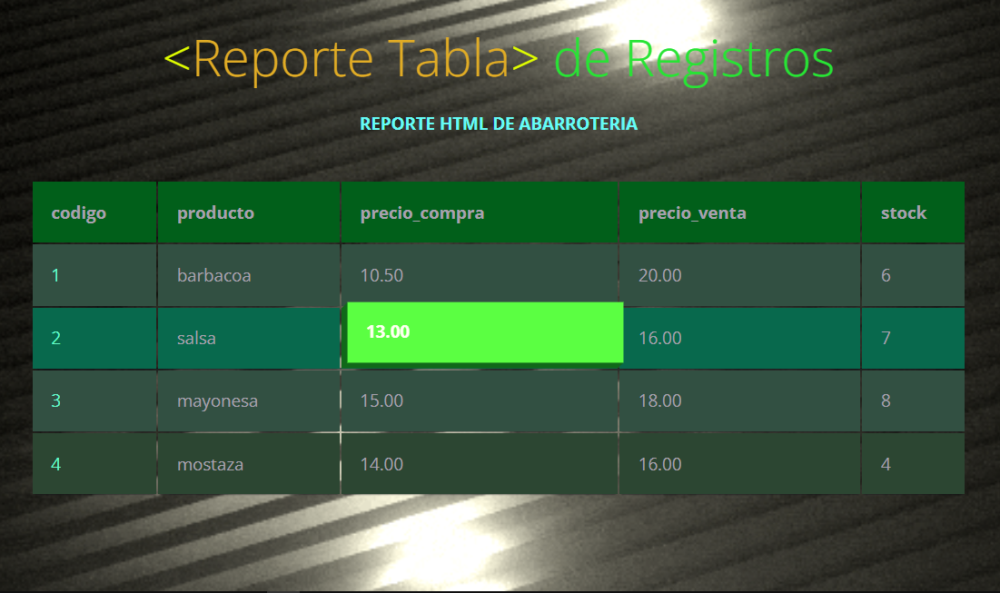 <Reporte Tabla> de Registros
REPORTE HTML DE ABARROTERIA
codigo producto precio_compra precio_venta stock
1 barbacoa 10.50 20.00 6
2 salsa 13.00 16.00 7
3 mayonesa 15.00 18.00 8
4 mostaza 14.00 16.00 4